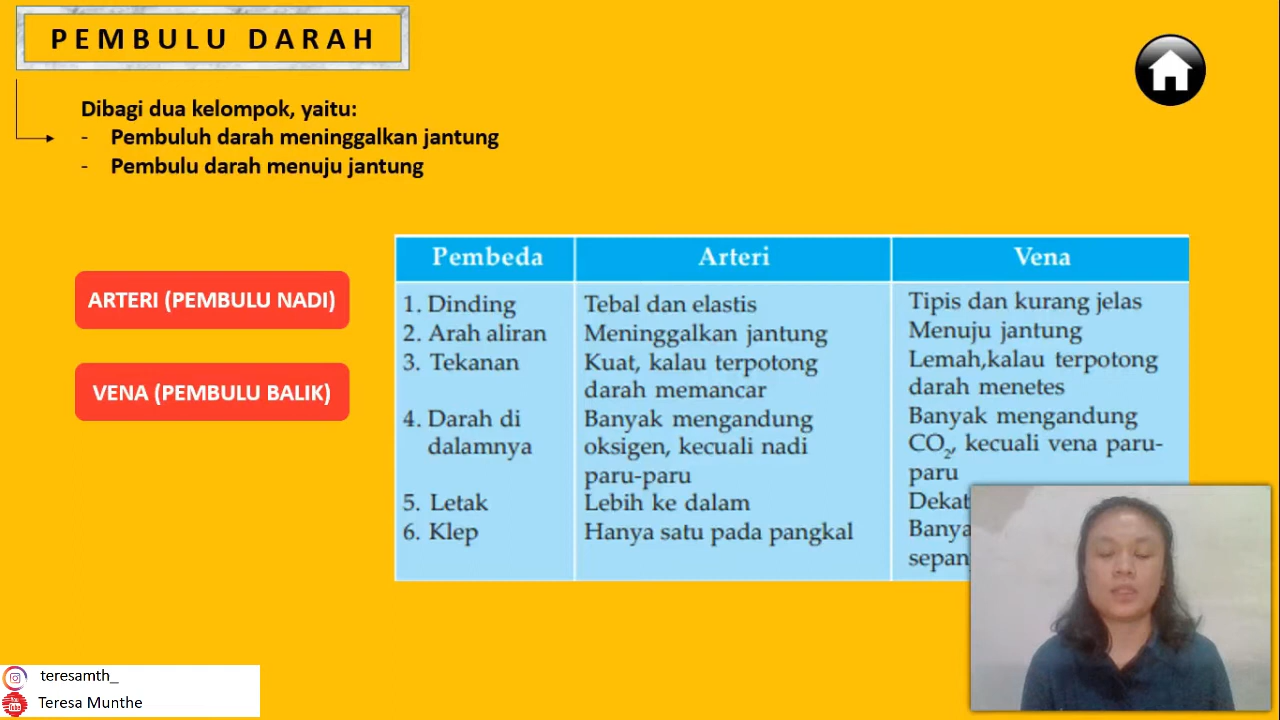 PEMBULU DARAH
Dibagi dua kelompok, yaitu:
- Pembuluh darah meninggalkan jantung
- Pembulu darah menuju jantung
ARTERI (PEMBULU NADI)
VENA (PEMBULU BALIK)
Pembeda Arteri Vena
1. Dinding Tebal dan elastis Tipis dan kurang jelas
2. Arah aliran Meninggalkan jantung Menuju jantung
3. Tekanan Kuat, kalau terpotong Lemah,kalau terpotong
darah memancar darah menetes
4. Darah di Banyak mengandung Banyak mengandung
dalamnya oksigen, kecuali nadi CO₂, kecuali vena paru-
paru-paru paru
5. Letak Lebih ke dalam
6. Klep Hanya satu pada pangkal
teresamth_
Teresa Munthe